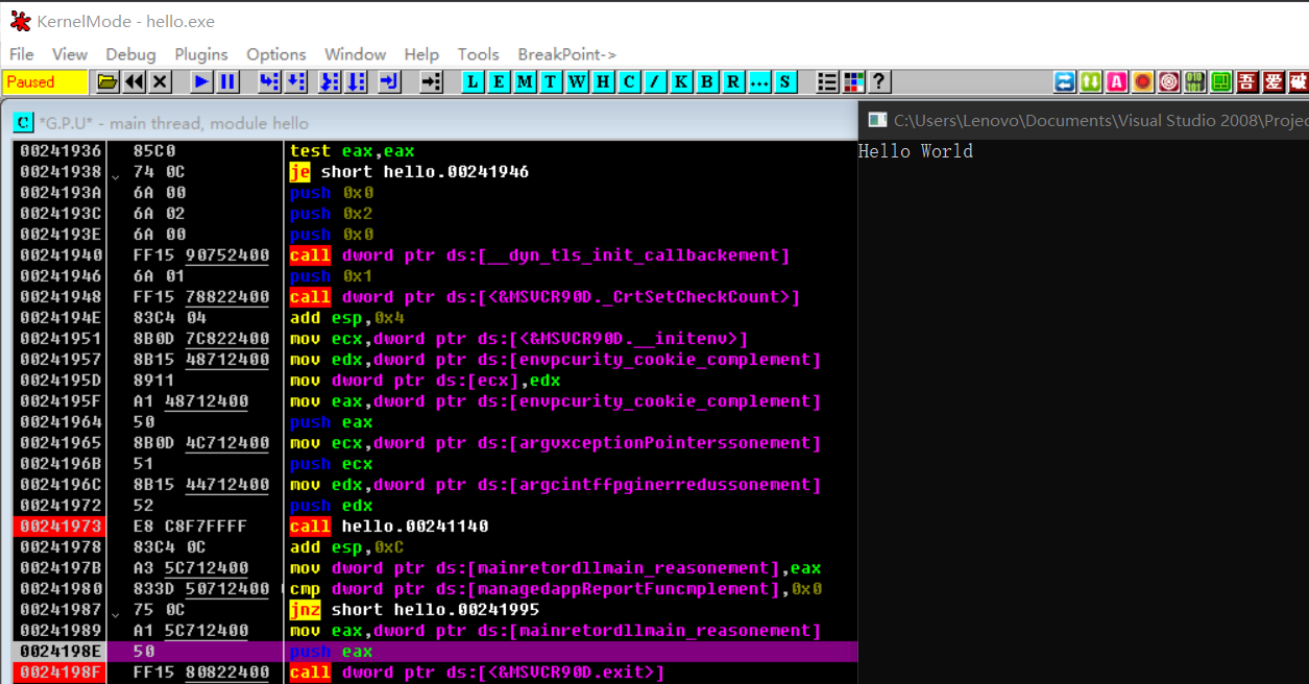 KernelMode - hello.exe
File View Debug Plugins Options Window Help Tools BreakPoint->
Paused L E M T W H C / K B R ... S ? A 吾 爱 破
C *G.P.U* - main thread, module hello
C:\Users\Lenovo\Documents\Visual Studio 2008\Projec
Hello World
00241936 85C0 test eax,eax
00241938 74 0C je short hello.00241946
0024193A 6A 00 push 0x0
0024193C 6A 02 push 0x2
0024193E 6A 00 push 0x0
00241940 FF15 90752400 call dword ptr ds:[__dyn_tls_init_callbackement]
00241946 6A 01 push 0x1
00241948 FF15 78822400 call dword ptr ds:[<&MSVCR90D._CrtSetCheckCount>]
0024194E 83C4 04 add esp,0x4
00241951 8B0D 7C822400 mov ecx,dword ptr ds:[<&MSVCR90D.__initenv>]
00241957 8B15 48712400 mov edx,dword ptr ds:[envpcurity_cookie_complement]
0024195D 8911 mov dword ptr ds:[ecx],edx
0024195F A1 48712400 mov eax,dword ptr ds:[envpcurity_cookie_complement]
00241964 50 push eax
00241965 8B0D 4C712400 mov ecx,dword ptr ds:[argvxceptionPointerssonement]
0024196B 51 push ecx
0024196C 8B15 44712400 mov edx,dword ptr ds:[argcintffpginerredussonement]
00241972 52 push edx
00241973 E8 C8F7FFFF call hello.00241140
00241978 83C4 0C add esp,0xC
0024197B A3 5C712400 mov dword ptr ds:[mainretordllmain_reasonement],eax
00241980 833D 50712400 cmp dword ptr ds:[managedappReportFuncmplement],0x0
00241987 75 0C jnz short hello.00241995
00241989 A1 5C712400 mov eax,dword ptr ds:[mainretordllmain_reasonement]
0024198E 50 push eax
0024198F FF15 80822400 call dword ptr ds:[<&MSVCR90D.exit>]